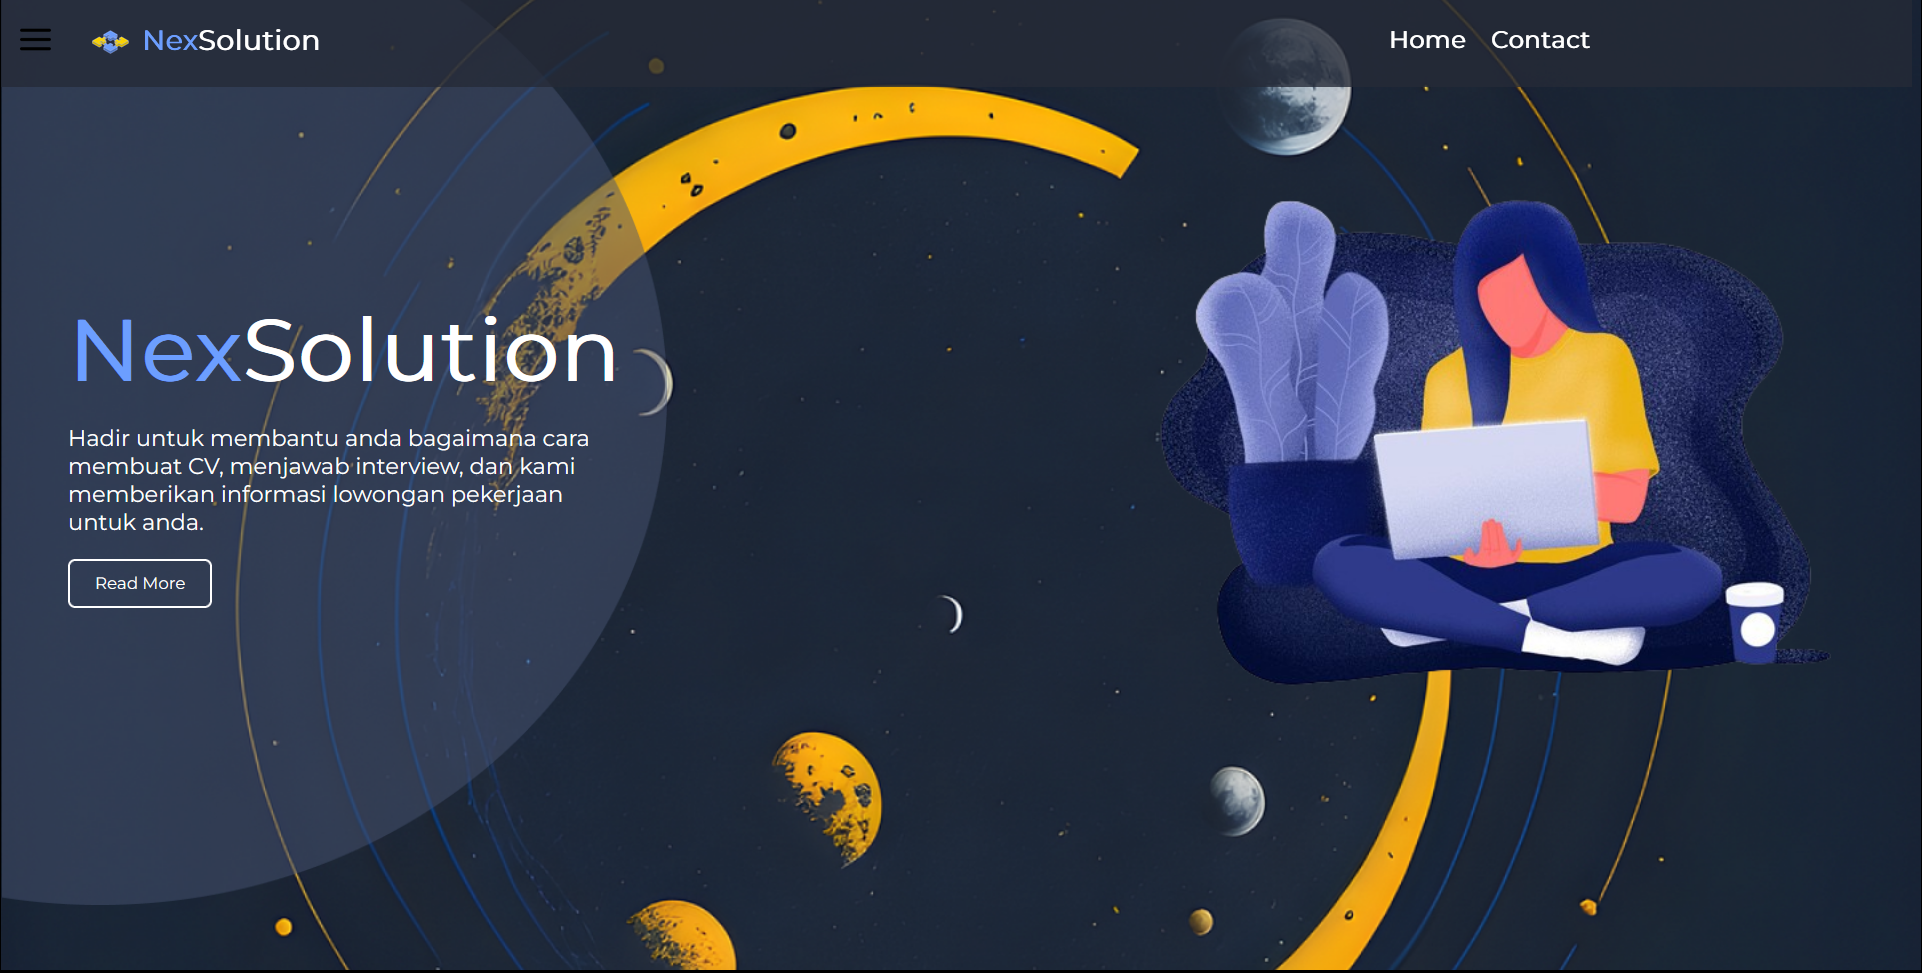 NexSolution
Home Contact
NexSolution
Hadir untuk membantu anda bagaimana cara
membuat CV, menjawab interview, dan kami
memberikan informasi lowongan pekerjaan
untuk anda.
Read More